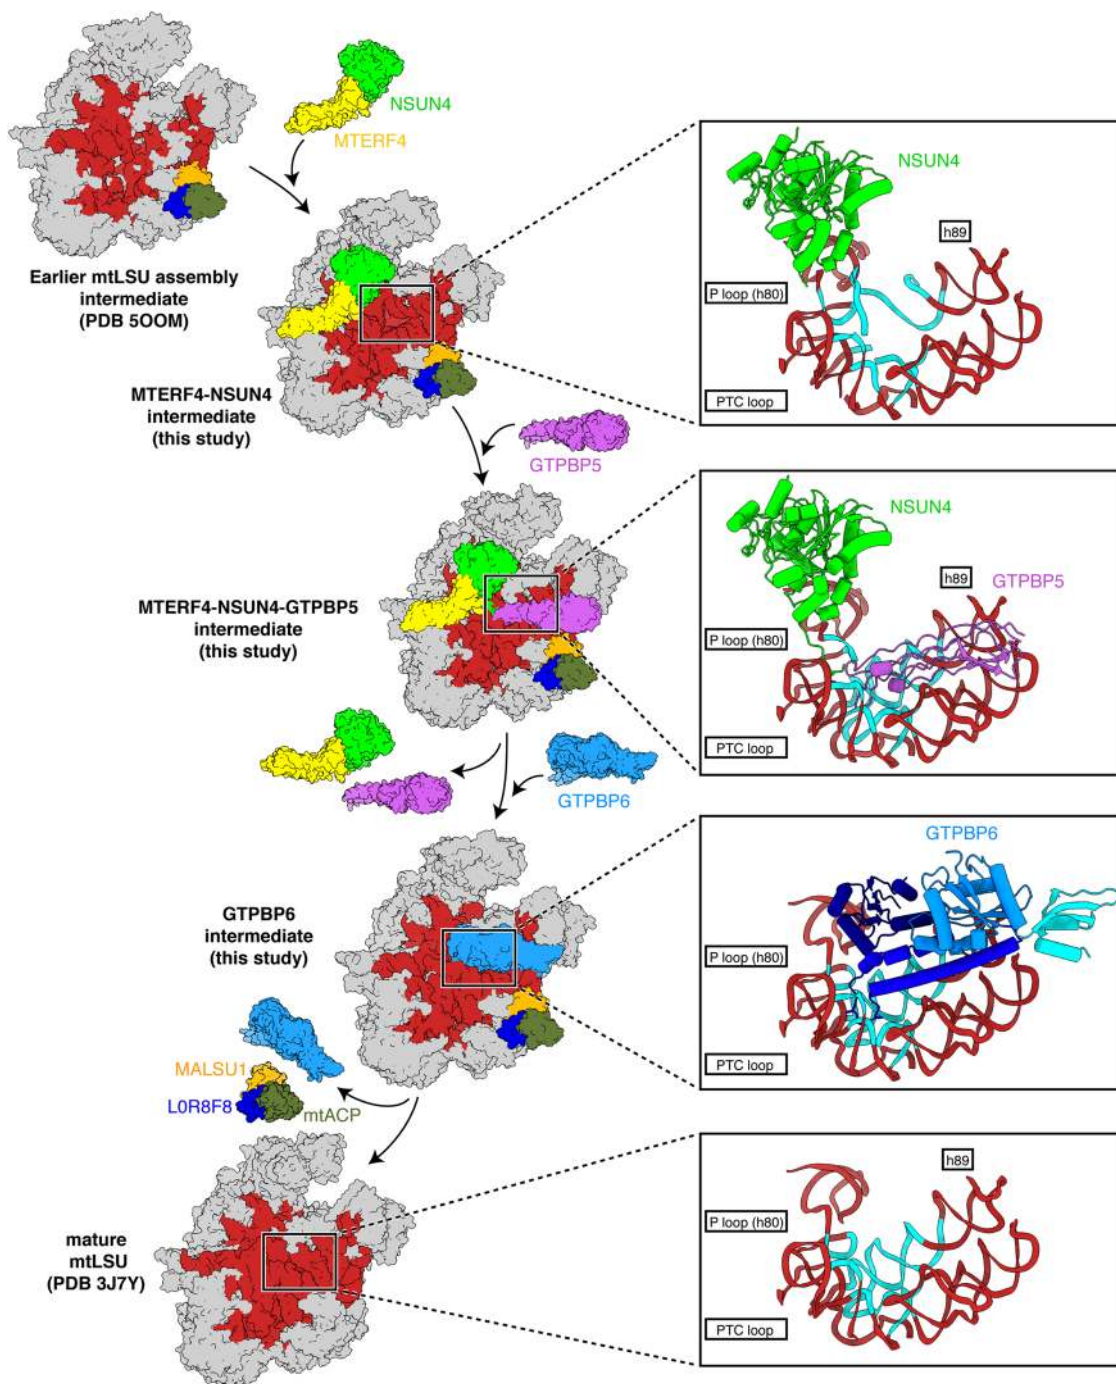 NSUN4
MTERF4
Earlier mtLSU assembly
intermediate
(PDB 5OOM)
NSUN4
h89
P loop (h80)
PTC loop
MTERF4-NSUN4
intermediate
(this study)
GTPBP5
NSUN4
h89
GTPBP5
P loop (h80)
PTC loop
MTERF4-NSUN4-GTPBP5
intermediate
(this study)
GTPBP6
GTPBP6
P loop (h80)
PTC loop
GTPBP6
intermediate
(this study)
MALSU1
L0R8F8
mtACP
h89
P loop (h80)
PTC loop
mature
mtLSU
(PDB 3J7Y)